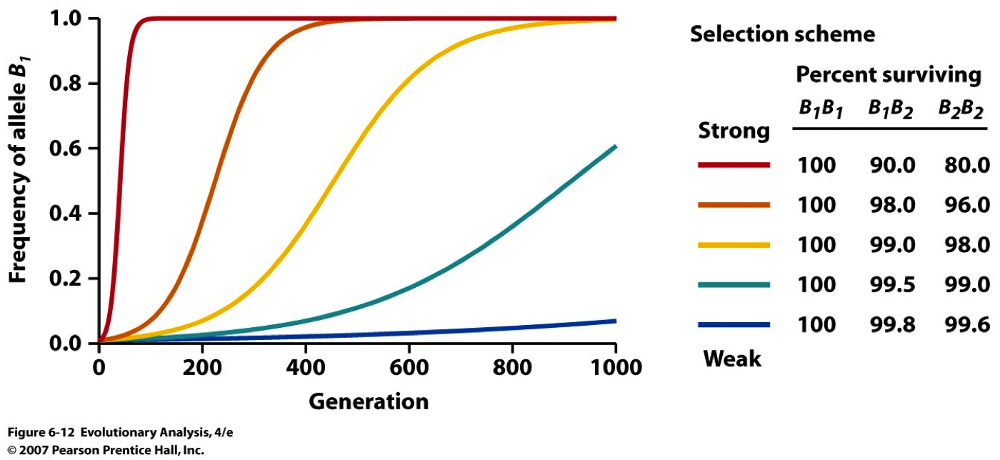 Frequency of allele B1
1.0
0.8
0.6
0.4
0.2
0.0
0 200 400 600 800 1000
Generation
Selection scheme
Percent surviving
B1B1 B1B2 B2B2
Strong
100 90.0 80.0
100 98.0 96.0
100 99.0 98.0
100 99.5 99.0
100 99.8 99.6
Weak
Figure 6-12 Evolutionary Analysis, 4/e
© 2007 Pearson Prentice Hall, Inc.